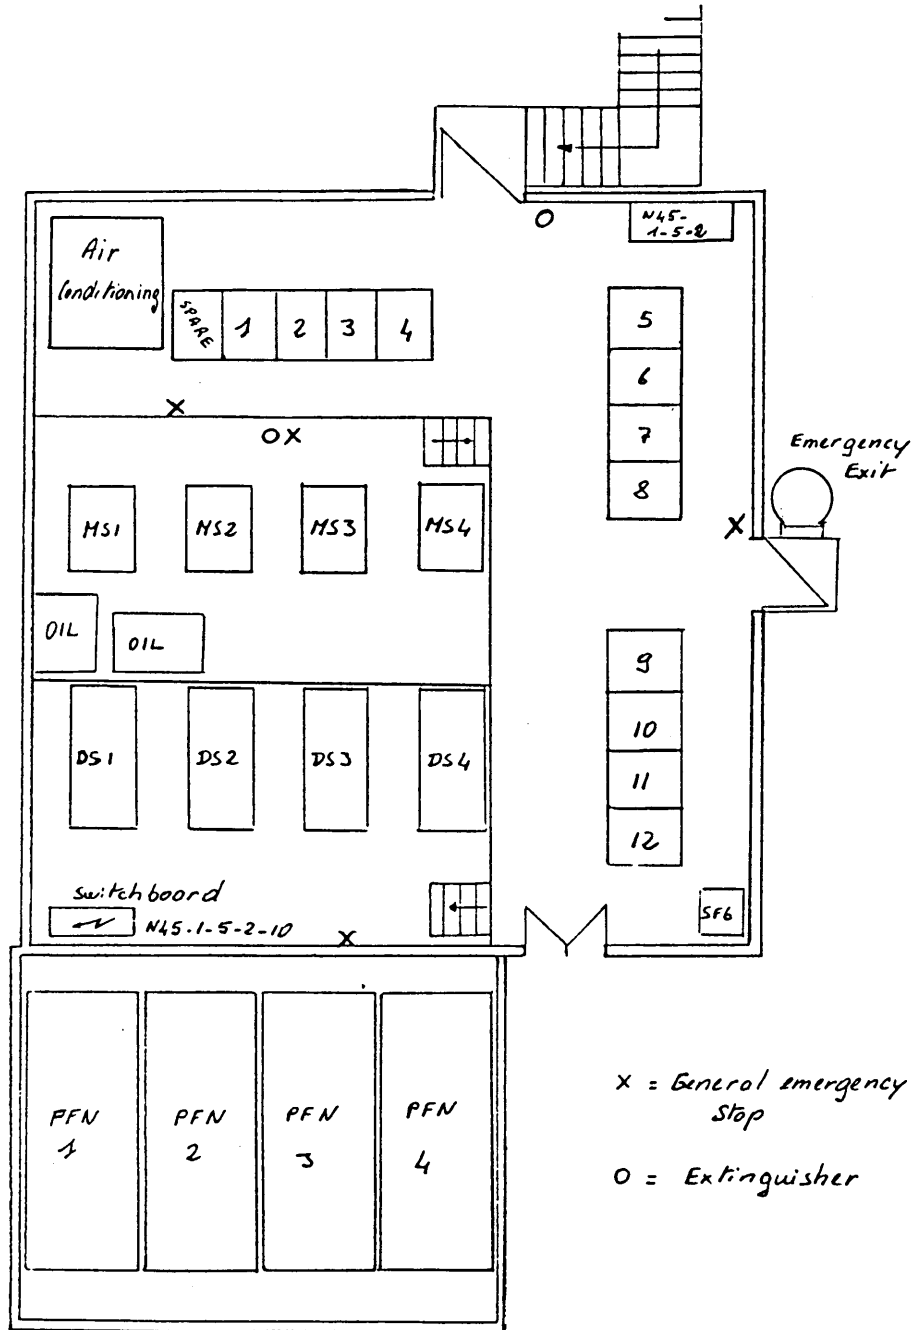 N45-
1-5-2
Air
Conditioning
SPARE
1
2
3
4
5
6
7
8
Emergency
Exit
X
OX
O
X
MS1
MS2
MS3
MS4
OIL
OIL
9
10
11
12
DS1
DS2
DS3
DS4
Switchboard
N45-1-5-2-10
X
SF6
PFN
1
PFN
2
PFN
3
PFN
4
X = General emergency
Stop
O = Extinguisher